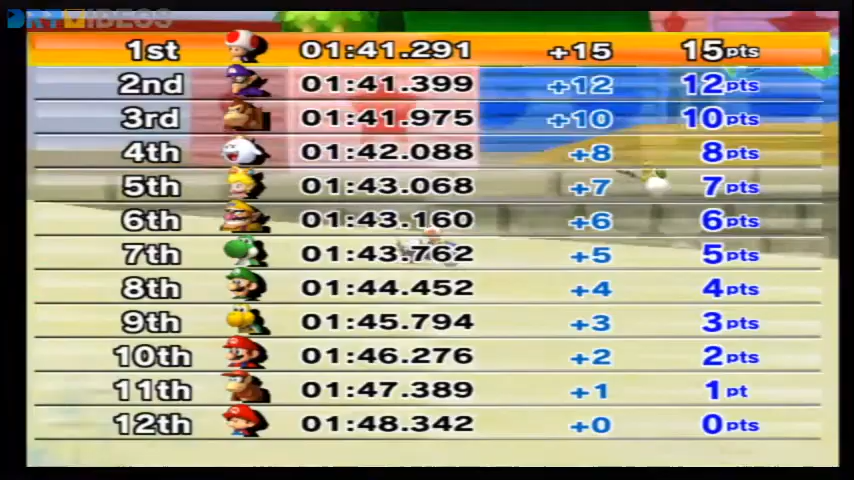 DRYVIDEOS
1st 01:41.291 +15 15pts
2nd 01:41.399 +12 12pts
3rd 01:41.975 +10 10pts
4th 01:42.088 +8 8pts
5th 01:43.068 +7 7pts
6th 01:43.160 +6 6pts
7th 01:43.762 +5 5pts
8th 01:44.452 +4 4pts
9th 01:45.794 +3 3pts
10th 01:46.276 +2 2pts
11th 01:47.389 +1 1pt
12th 01:48.342 +0 0pts